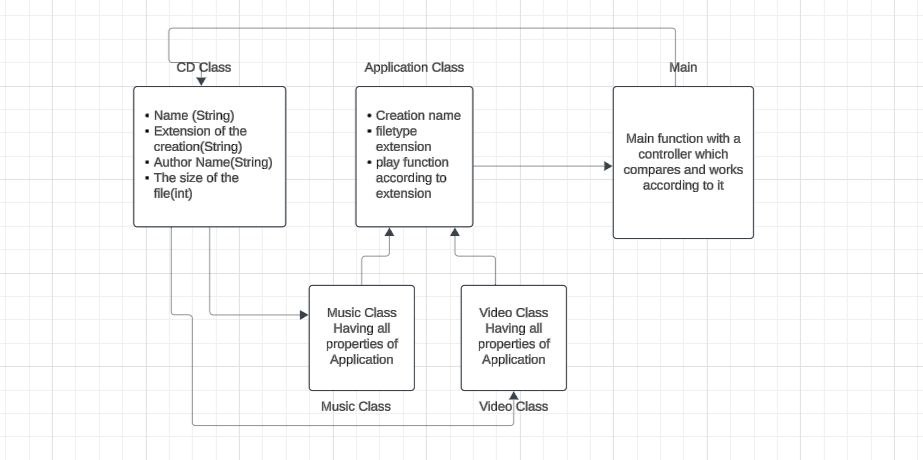 CD Class
• Name (String)
• Extension of the
creation(String)
• Author Name(String)
• The size of the
file(int)
Application Class
• Creation name
• filetype
extension
• play function
according to
extension
Main
Main function with a
controller which
compares and works
according to it
Music Class
Having all
properties of
Application
Music Class
Video Class
Having all
properties of
Application
Video Class